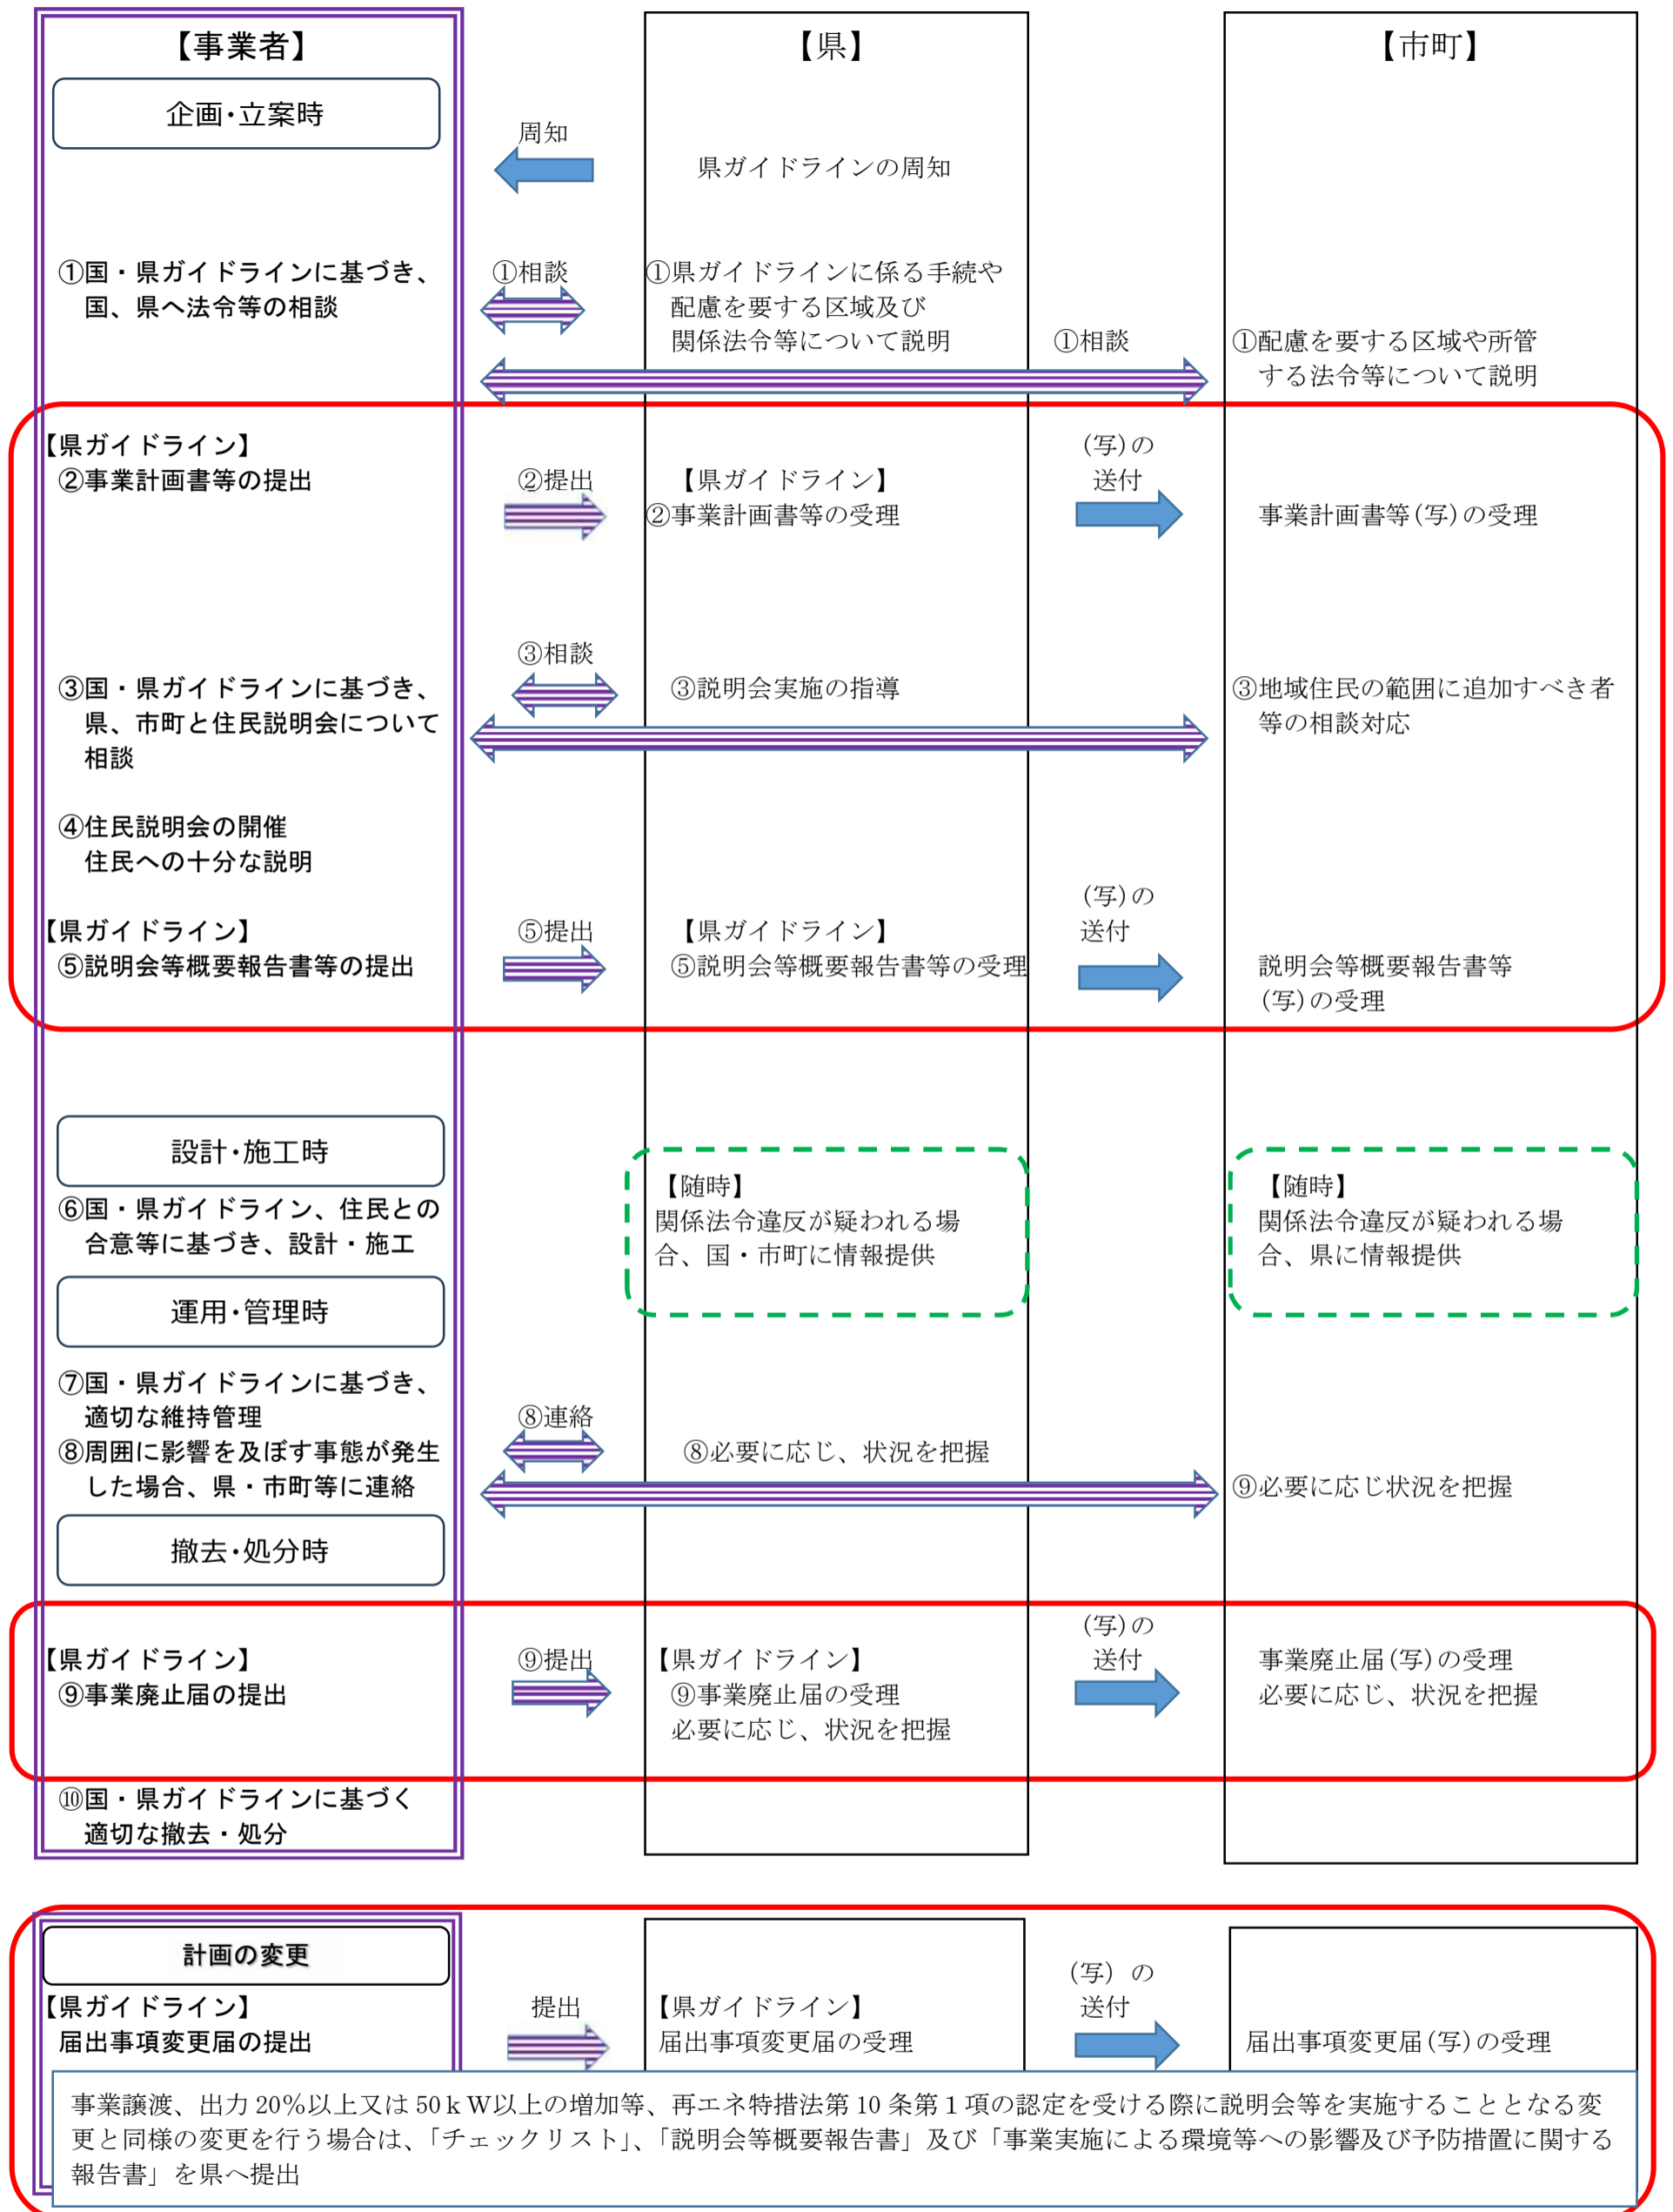 【事業者】
【県】
【市町】
企画・立案時
周知
県ガイドラインの周知
①国・県ガイドラインに基づき、
国、県へ法令等の相談
①相談
①県ガイドラインに係る手続や
配慮を要する区域及び
関係法令等について説明
①相談
①配慮を要する区域や所管
する法令等について説明
【県ガイドライン】
②事業計画書等の提出
②提出
【県ガイドライン】
②事業計画書等の受理
(写)の
送付
事業計画書等(写)の受理
③国・県ガイドラインに基づき、
県、市町と住民説明会について
相談
③相談
③説明会実施の指導
③地域住民の範囲に追加すべき者
等の相談対応
④住民説明会の開催
住民への十分な説明
【県ガイドライン】
⑤説明会等概要報告書等の提出
⑤提出
【県ガイドライン】
⑤説明会等概要報告書等の受理
(写)の
送付
説明会等概要報告書等
(写)の受理
設計・施工時
⑥国・県ガイドライン、住民との
合意等に基づき、設計・施工
【随時】
関係法令違反が疑われる場
合、国・市町に情報提供
【随時】
関係法令違反が疑われる場
合、県に情報提供
運用・管理時
⑦国・県ガイドラインに基づき、
適切な維持管理
⑧周囲に影響を及ぼす事態が発生
した場合、県・市町等に連絡
⑧連絡
⑧必要に応じ、状況を把握
⑨必要に応じ状況を把握
撤去・処分時
【県ガイドライン】
⑨事業廃止届の提出
⑨提出
【県ガイドライン】
⑨事業廃止届の受理
必要に応じ、状況を把握
(写)の
送付
事業廃止届(写)の受理
必要に応じ、状況を把握
⑩国・県ガイドラインに基づく
適切な撤去・処分
計画の変更
【県ガイドライン】
届出事項変更届の提出
提出
【県ガイドライン】
届出事項変更届の受理
(写) の
送付
届出事項変更届(写)の受理
事業譲渡、出力 20％以上又は 50ｋW以上の増加等、再エネ特措法第 10 条第１項の認定を受ける際に説明会等を実施することとなる変
更と同様の変更を行う場合は、「チェックリスト」、「説明会等概要報告書」及び「事業実施による環境等への影響及び予防措置に関する
報告書」を県へ提出